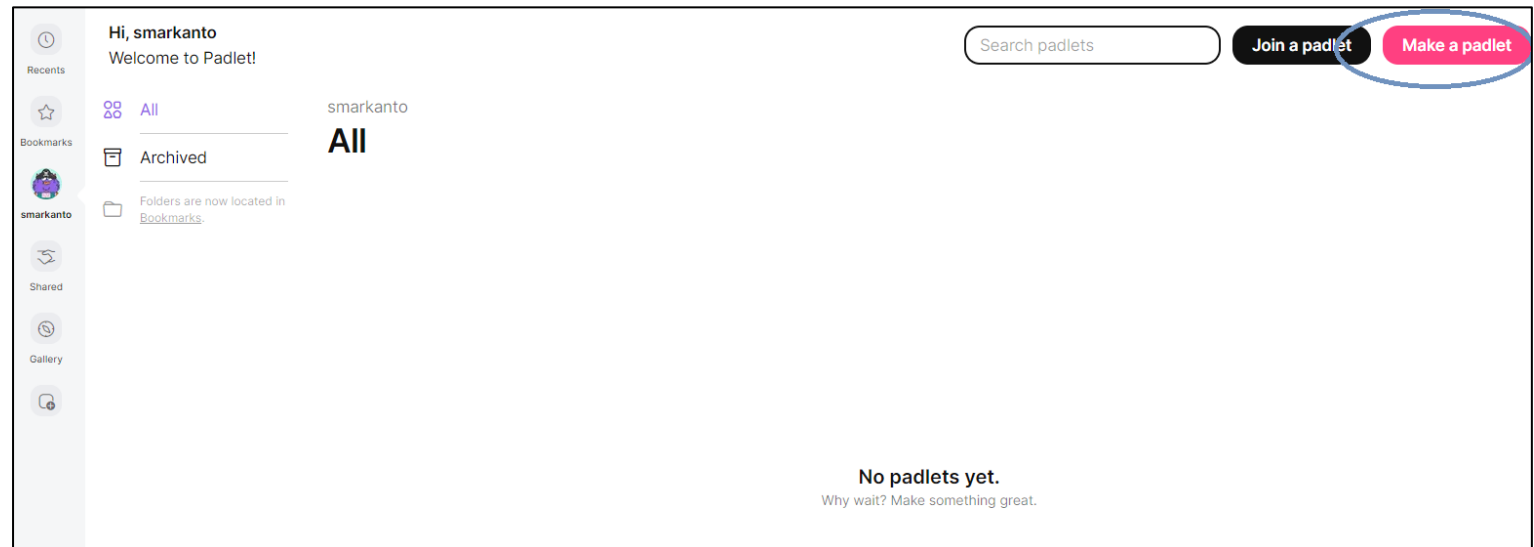 Recents
Bookmarks
smarkanto
Shared
Gallery
Hi, smarkanto
Welcome to Padlet!
Search padlets
Join a padlet
Make a padlet
All
Archived
Folders are now located in
Bookmarks.
smarkanto
All
No padlets yet.
Why wait? Make something great.